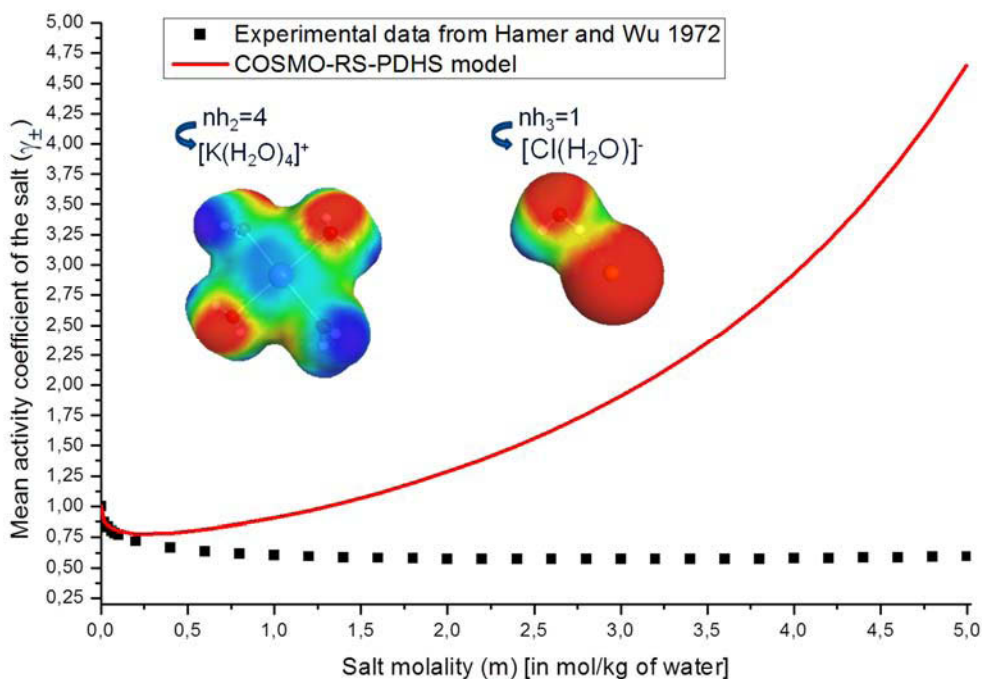 Experimental data from Hamer and Wu 1972
COSMO-RS-PDHS model
nh₂=4
[K(H₂O)₄]⁺
nh₃=1
[Cl(H₂O)]⁻
Mean activity coefficient of the salt (γ±)
5,00
4,75
4,50
4,25
4,00
3,75
3,50
3,25
3,00
2,75
2,50
2,25
2,00
1,75
1,50
1,25
1,00
0,75
0,50
0,25
0,0 0,5 1,0 1,5 2,0 2,5 3,0 3,5 4,0 4,5 5,0
Salt molality (m) [in mol/kg of water]